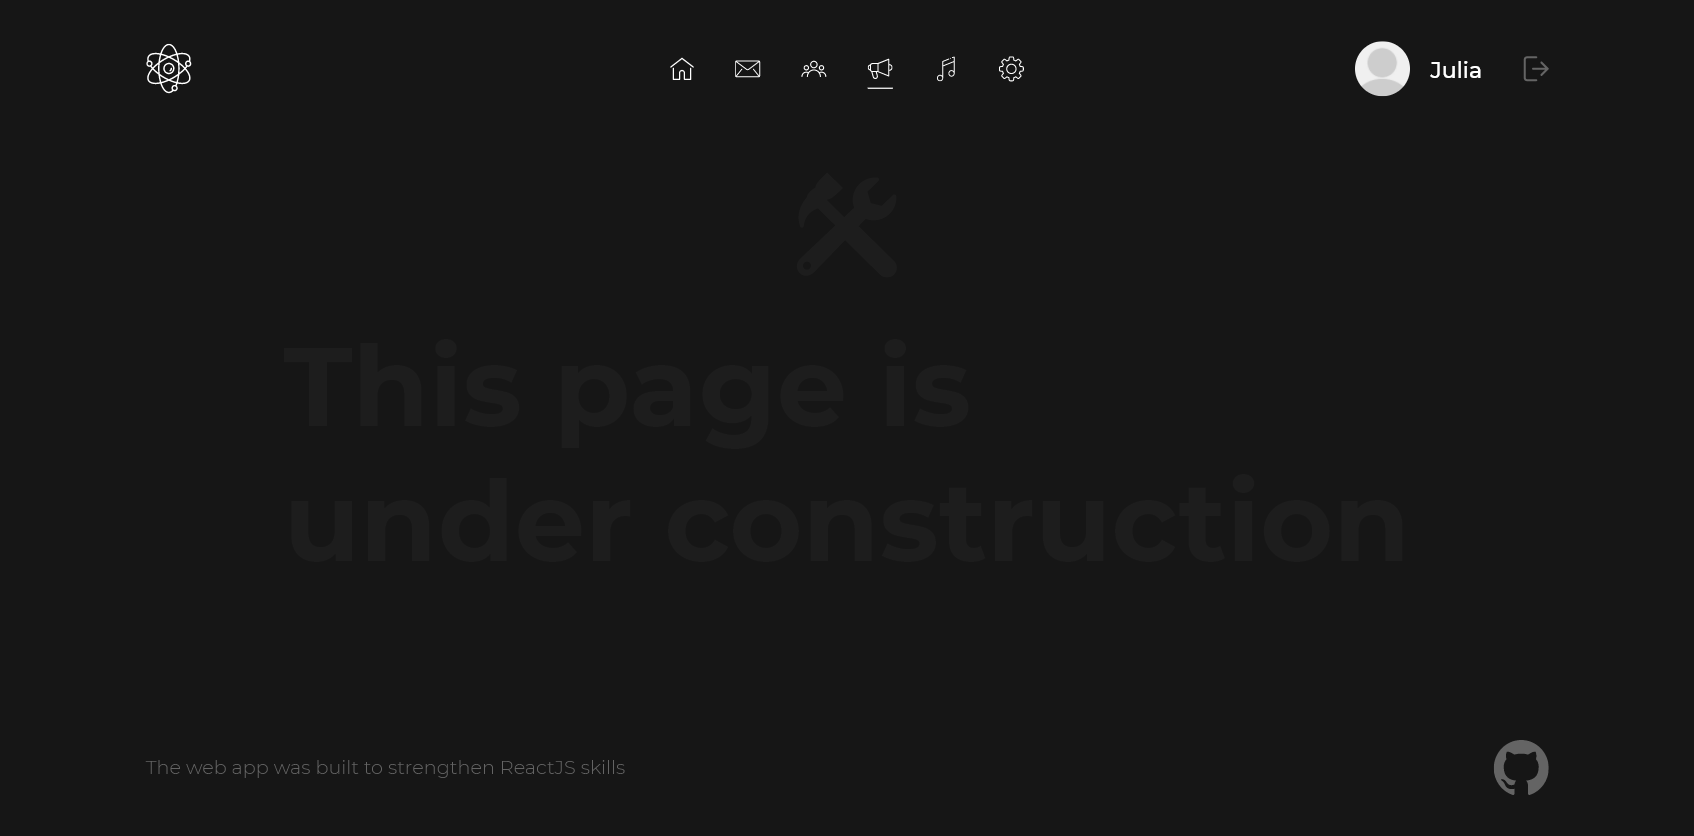 Julia
This page is
under construction
The web app was built to strengthen ReactJS skills